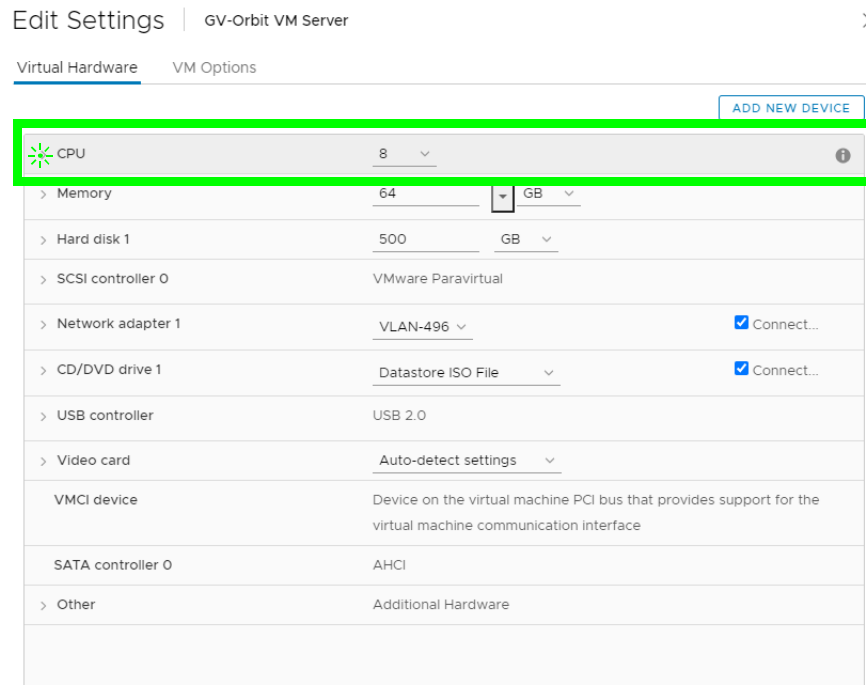 Edit Settings GV-Orbit VM Server
Virtual Hardware VM Options
ADD NEW DEVICE
CPU 8
Memory 64 GB
Hard disk 1 500 GB
SCSI controller 0 VMware Paravirtual
Network adapter 1 VLAN-496 Connect...
CD/DVD drive 1 Datastore ISO File Connect...
USB controller USB 2.0
Video card Auto-detect settings
VMCI device Device on the virtual machine PCI bus that provides support for the
virtual machine communication interface
SATA controller 0 AHCI
Other Additional Hardware